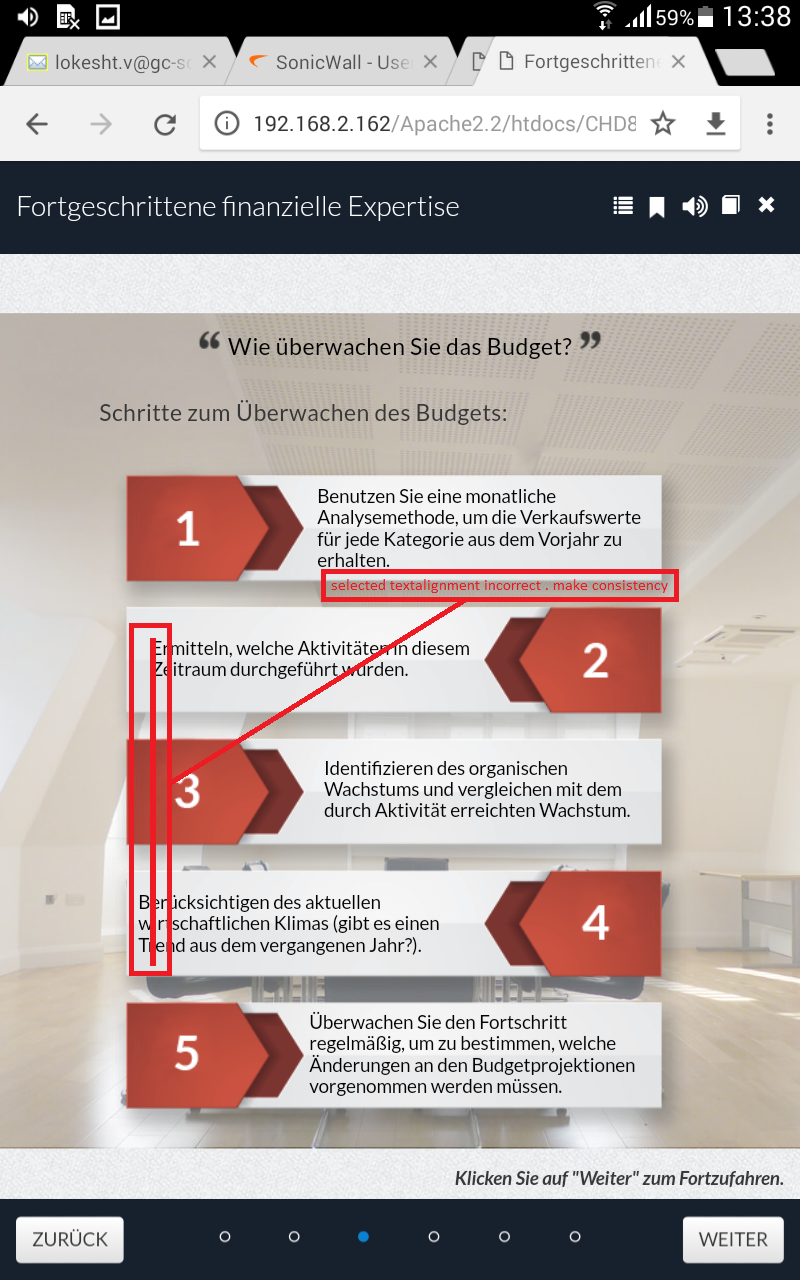 59% 13:38
lokesht.v@gc-sc
SonicWall - Use
Fortgeschrittene
192.168.2.162/Apache2.2/htdocs/CHD8
Fortgeschrittene finanzielle Expertise
“ Wie überwachen Sie das Budget? ”
Schritte zum Überwachen des Budgets:
1
Benutzen Sie eine monatliche
Analysemethode, um die Verkaufswerte
für jede Kategorie aus dem Vorjahr zu
erhalten.
selected textalignment incorrect . make consistency
Ermitteln, welche Aktivitäten in diesem
Zeitraum durchgeführt wurden.
2
3
Identifizieren des organischen
Wachstums und vergleichen mit dem
durch Aktivität erreichten Wachstum.
Berücksichtigen des aktuellen
wirtschaftlichen Klimas (gibt es einen
Trend aus dem vergangenen Jahr?).
4
5
Überwachen Sie den Fortschritt
regelmäßig, um zu bestimmen, welche
Änderungen an den Budgetprojektionen
vorgenommen werden müssen.
Klicken Sie auf "Weiter" zum Fortzufahren.
ZURÜCK
WEITER